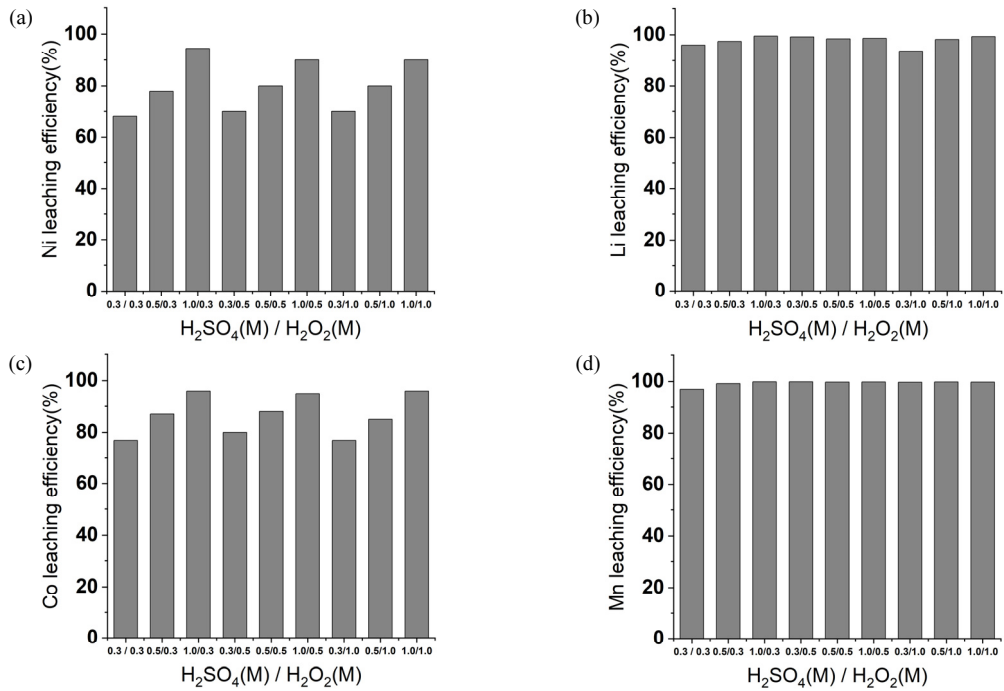 (a)
100
80
60
40
20
0
Ni leaching efficiency(%)
0.3 / 0.3 0.5/0.3 1.0/0.3 0.3/0.5 0.5/0.5 1.0/0.5 0.3/1.0 0.5/1.0 1.0/1.0
H₂SO₄(M) / H₂O₂(M)
(b)
100
80
60
40
20
0
Li leaching efficiency(%)
0.3 / 0.3 0.5/0.3 1.0/0.3 0.3/0.5 0.5/0.5 1.0/0.5 0.3/1.0 0.5/1.0 1.0/1.0
H₂SO₄(M) / H₂O₂(M)
(c)
100
80
60
40
20
0
Co leaching efficiency(%)
0.3 / 0.3 0.5/0.3 1.0/0.3 0.3/0.5 0.5/0.5 1.0/0.5 0.3/1.0 0.5/1.0 1.0/1.0
H₂SO₄(M) / H₂O₂(M)
(d)
100
80
60
40
20
0
Mn leaching efficiency(%)
0.3 / 0.3 0.5/0.3 1.0/0.3 0.3/0.5 0.5/0.5 1.0/0.5 0.3/1.0 0.5/1.0 1.0/1.0
H₂SO₄(M) / H₂O₂(M)